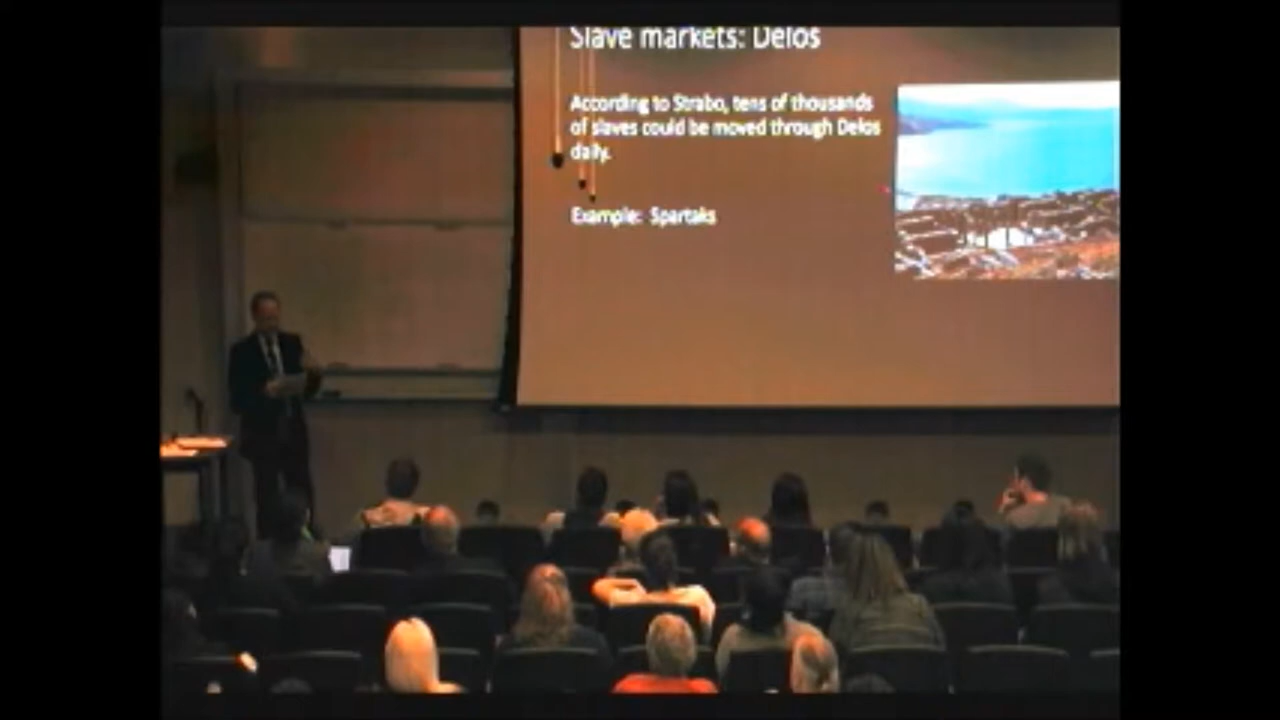 Slave markets: Delos
According to Strabo, tens of thousands
of slaves could be moved through Delos
daily.
Example: Spartaks